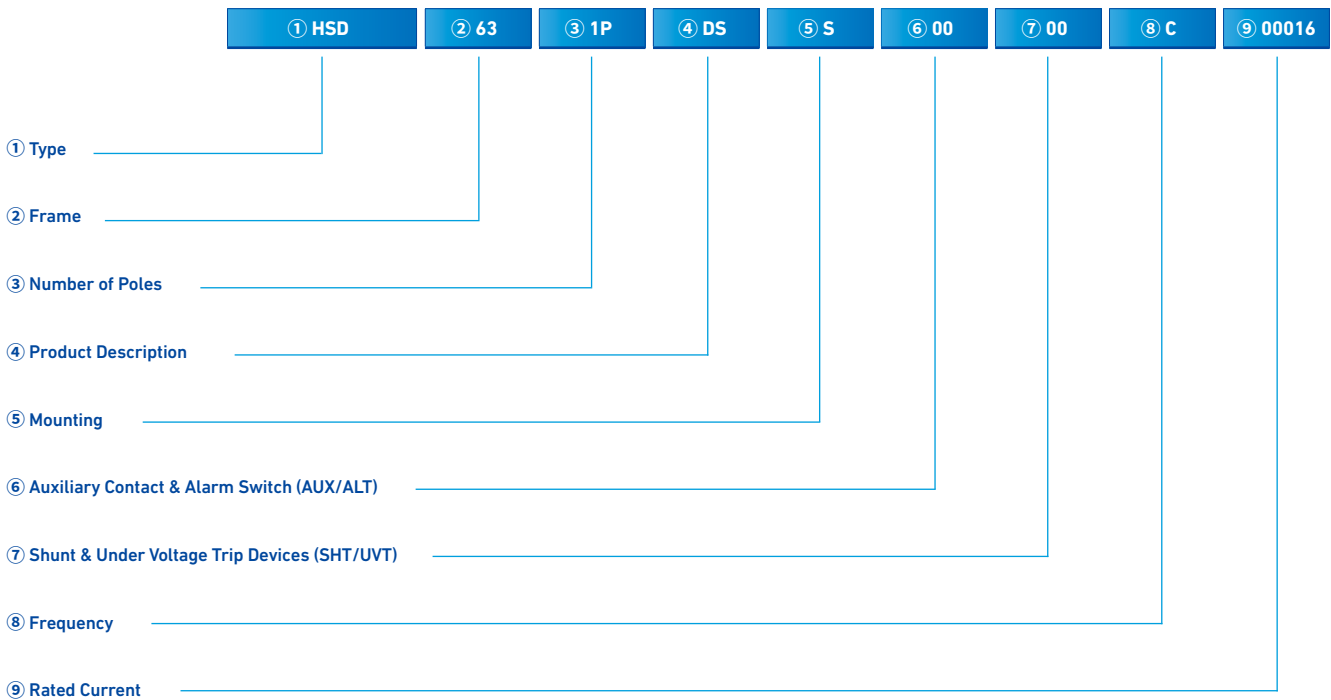 ① HSD ② 63 ③ 1P ④ DS ⑤ S ⑥ 00 ⑦ 00 ⑧ C ⑨ 00016
① Type
② Frame
③ Number of Poles
④ Product Description
⑤ Mounting
⑥ Auxiliary Contact & Alarm Switch (AUX/ALT)
⑦ Shunt & Under Voltage Trip Devices (SHT/UVT)
⑧ Frequency
⑨ Rated Current